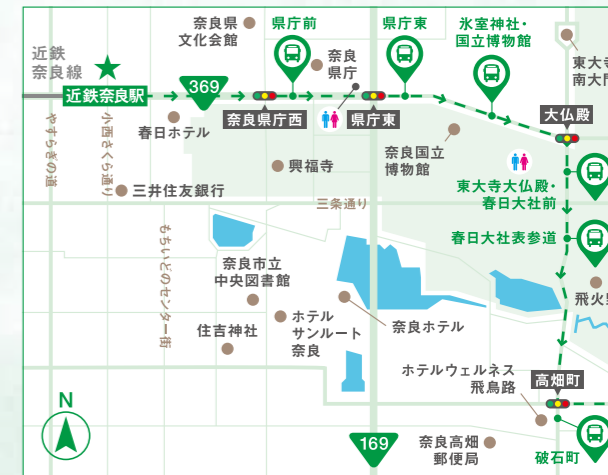 奈良県
文化会館
県庁前
県庁東
氷室神社・
国立博物館
近鉄
奈良線
奈良
県庁
東大寺
南大門
近鉄奈良駅
369
奈良県庁西
県庁東
大仏殿
やすらぎの道
小西さくら通り
春日ホテル
奈良国立
博物館
興福寺
三井住友銀行
東大寺大仏殿・
春日大社前
三条通り
もちいどのセンター街
春日大社表参道
奈良市立
中央図書館
飛火野
ホテル
サンルート
奈良
奈良ホテル
住吉神社
ホテルウェルネス
飛鳥路
高畑町
N
169
奈良高畑
郵便局
破石町